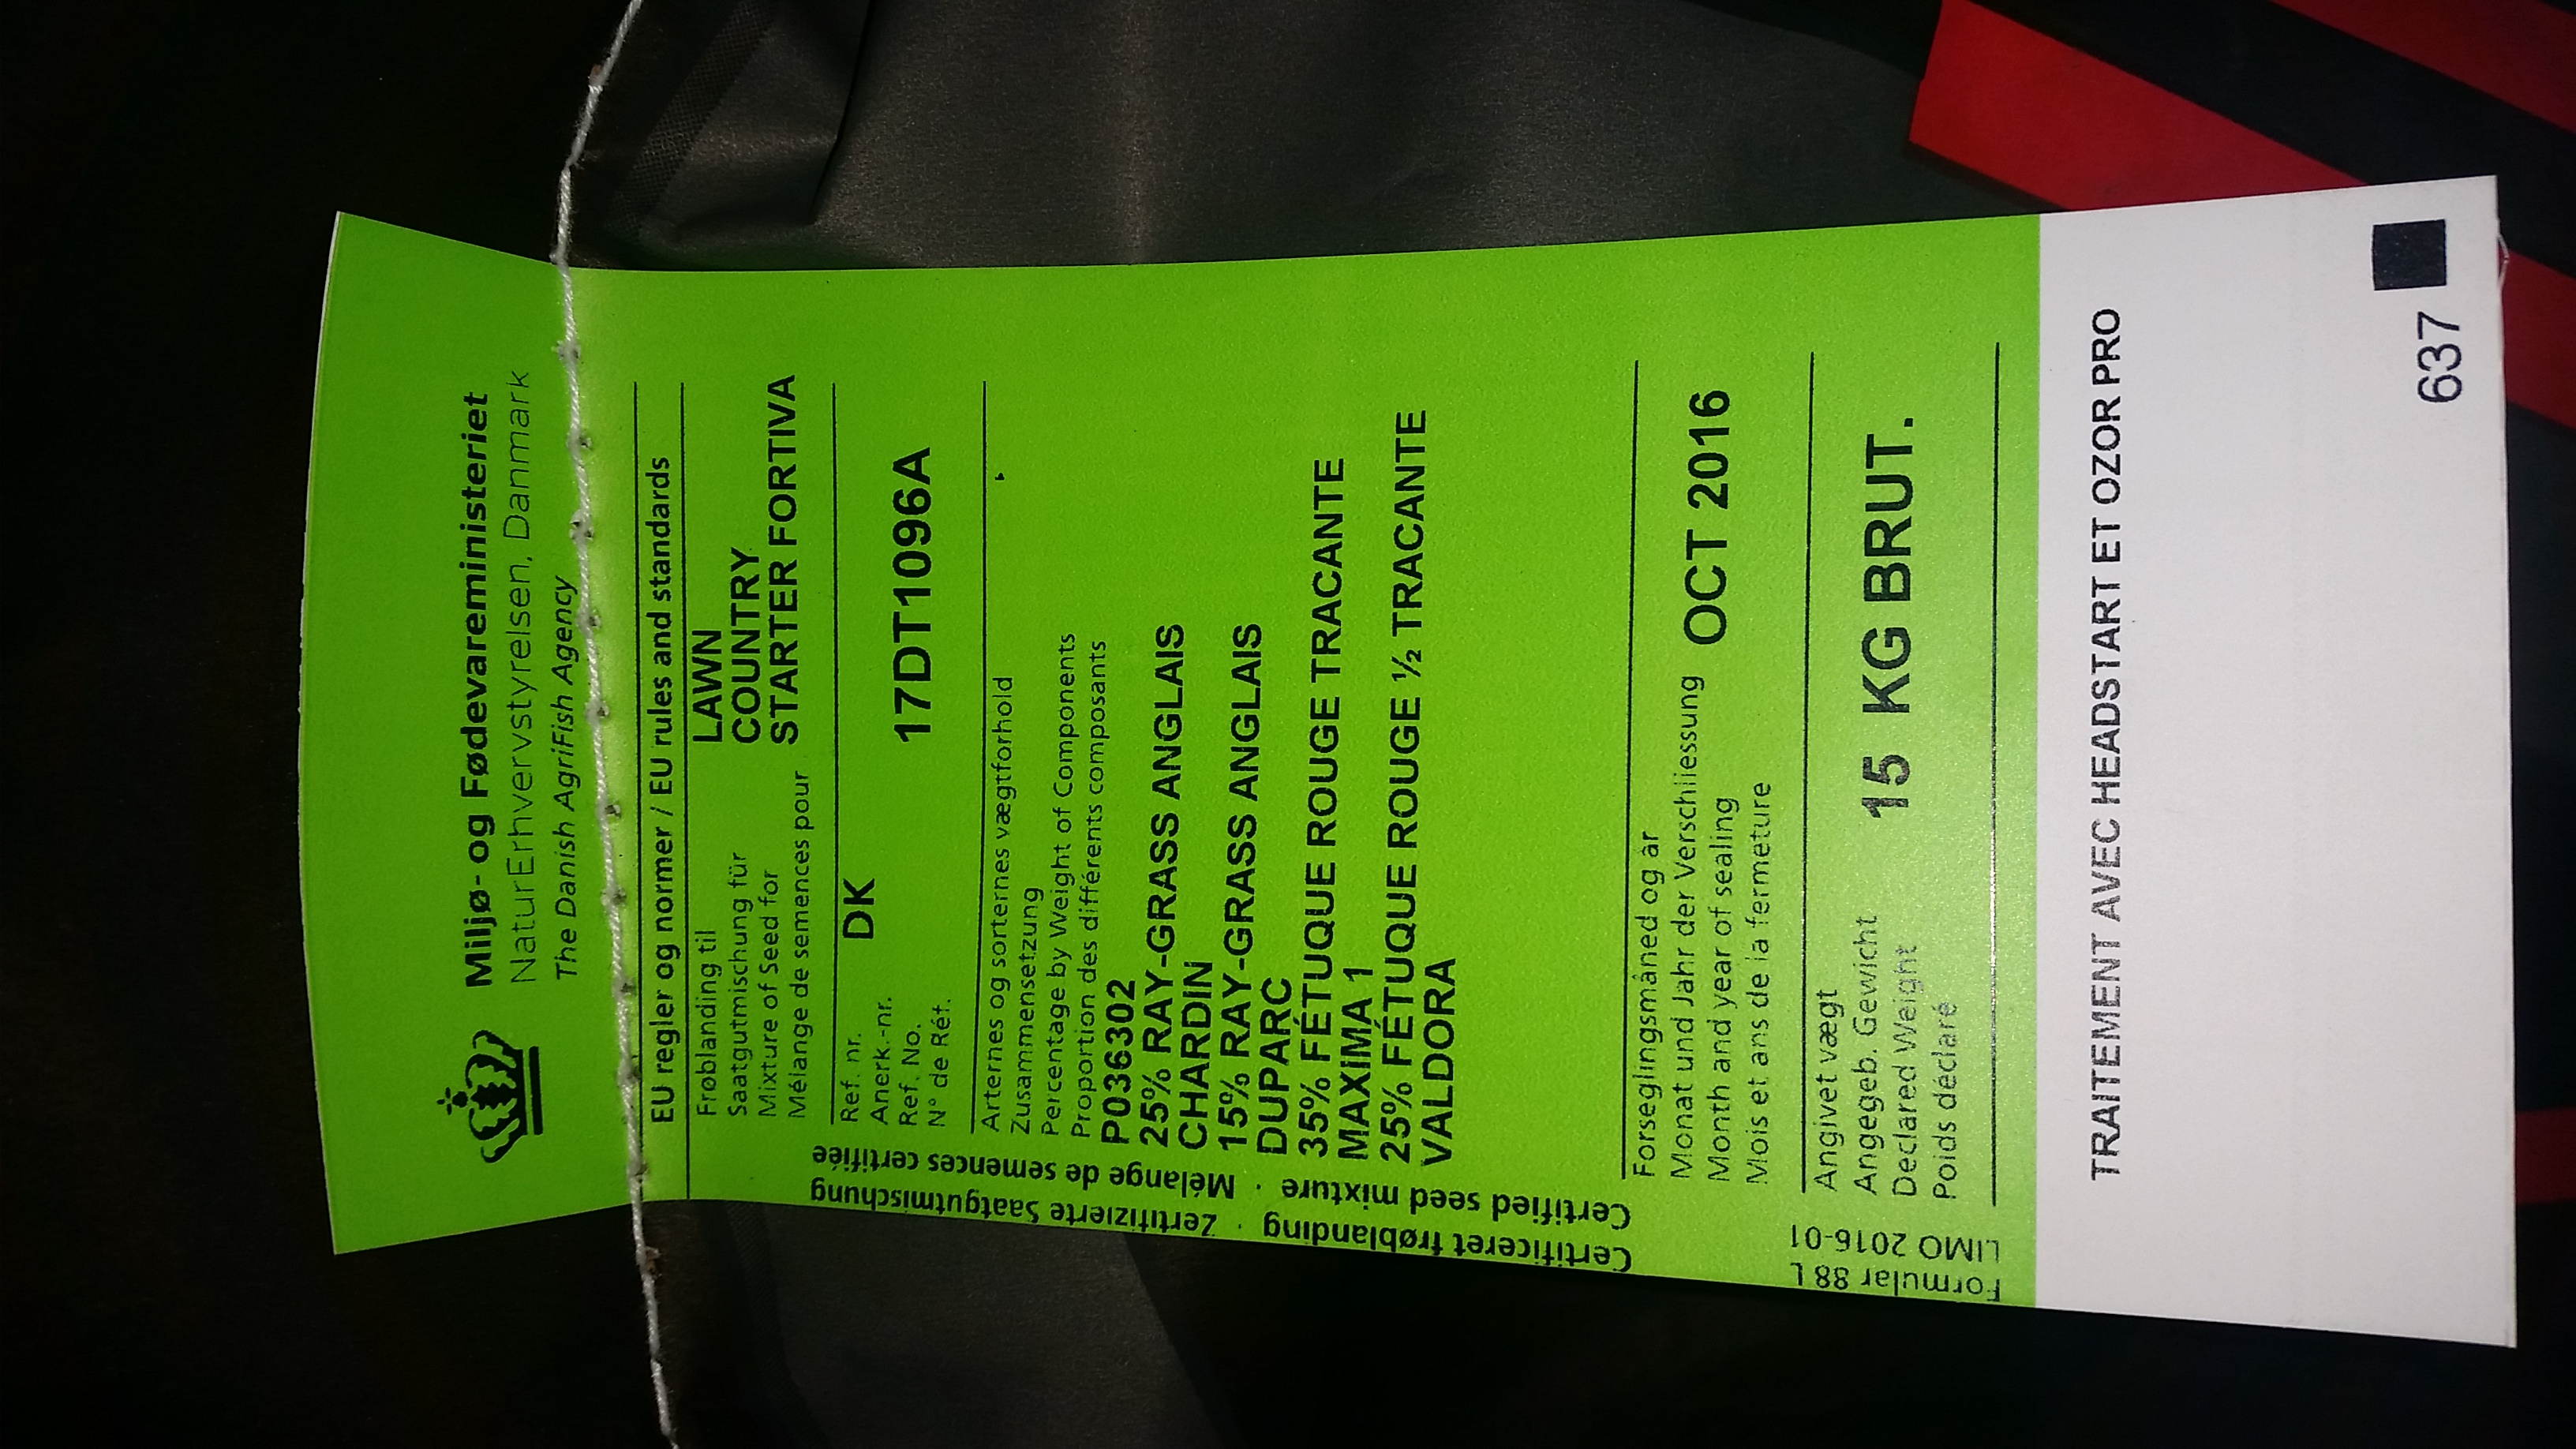 Miljø- og Fødevareministeriet
NaturErhvervstyrelsen, Danmark
The Danish AgriFish Agency
EU regler og normer / EU rules and standards
Frøblanding til
Saatgutmischung für
Mixture of Seed for
Mélange de semences pour
LAWN
COUNTRY
STARTER FORTIVA
Ref. nr.
Anerk.-nr.
Ref. No.
N° de Réf.
DK
17DT1096A
Arternes og sorternes vægtforhold
Zusammensetzung
Percentage by Weight of Components
Proportion des différents composants
P036302
25% RAY-GRASS ANGLAIS
CHARDIN
15% RAY-GRASS ANGLAIS
DUPARC
35% FÉTUQUE ROUGE TRACANTE
MAXIMA 1
25% FÉTUQUE ROUGE ½ TRACANTE
VALDORA
Forseglingsmåned og år
Monat und Jahr der Verschliessung
Month and year of sealing
Mois et ans de la fermeture
OCT 2016
Angivet vægt
Angegeb. Gewicht
Declared Weight
Poids déclaré
15 KG BRUT.
Certificeret frøblanding · Zertifizierte Saatgutmischung
Certified seed mixture · Mélange de semences certifiée
Formular 88 L
LIMO 2016-01
TRAITEMENT AVEC HEADSTART ET OZOR PRO
637